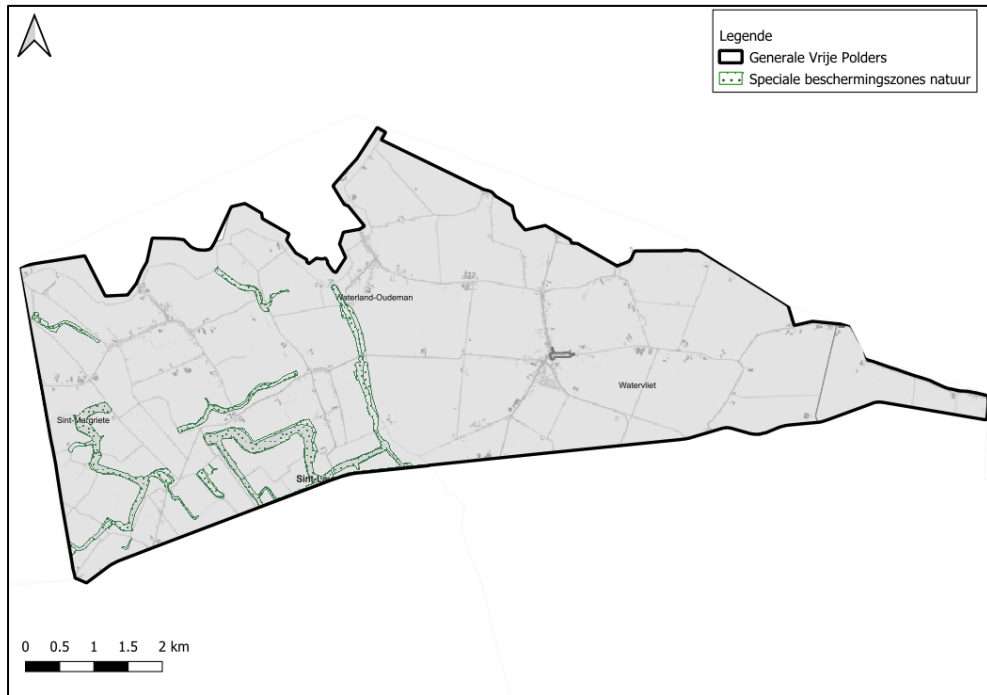 Legende
Generale Vrije Polders
Speciale beschermingszones natuur
Waterland-Oudeman
Watervliet
Sint-Margriete
0 0.5 1 1.5 2 km